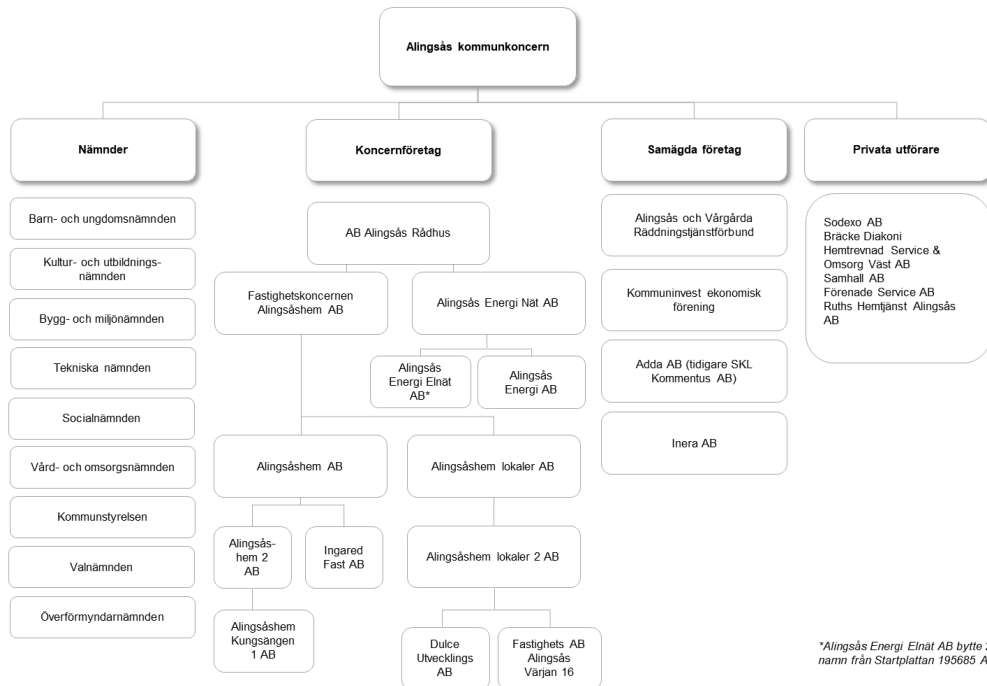 Alingsås kommunkoncern
Nämnder
Barn- och ungdomsnämnden
Kultur- och utbildnings-
nämnden
Bygg- och miljönämnden
Tekniska nämnden
Socialnämnden
Vård- och omsorgsnämnden
Kommunstyrelsen
Valnämnden
Överförmyndarnämnden
Koncernföretag
AB Alingsås Rådhus
Fastighetskoncernen
Alingsåshem AB
Alingsås Energi Nät AB
Alingsås
Energi Elnät
AB*
Alingsås
Energi AB
Alingsåshem AB
Alingsåshem lokaler AB
Alingsås-
hem 2
AB
Ingared
Fast AB
Alingsåshem lokaler 2 AB
Alingsåshem
Kungsängen
1 AB
Dulce
Utvecklings
AB
Fastighets AB
Alingsås
Värjan 16
Samägda företag
Alingsås och Vårgårda
Räddningstjänstförbund
Kommuninvest ekonomisk
förening
Adda AB (tidigare SKL
Kommentus AB)
Inera AB
Privata utförare
Sodexo AB
Bräcke Diakoni
Hemtrevnad Service &
Omsorg Väst AB
Samhall AB
Förenade Service AB
Ruths Hemtjänst Alingsås
AB
*Alingsås Energi Elnät AB bytte
namn från Startplattan 195685